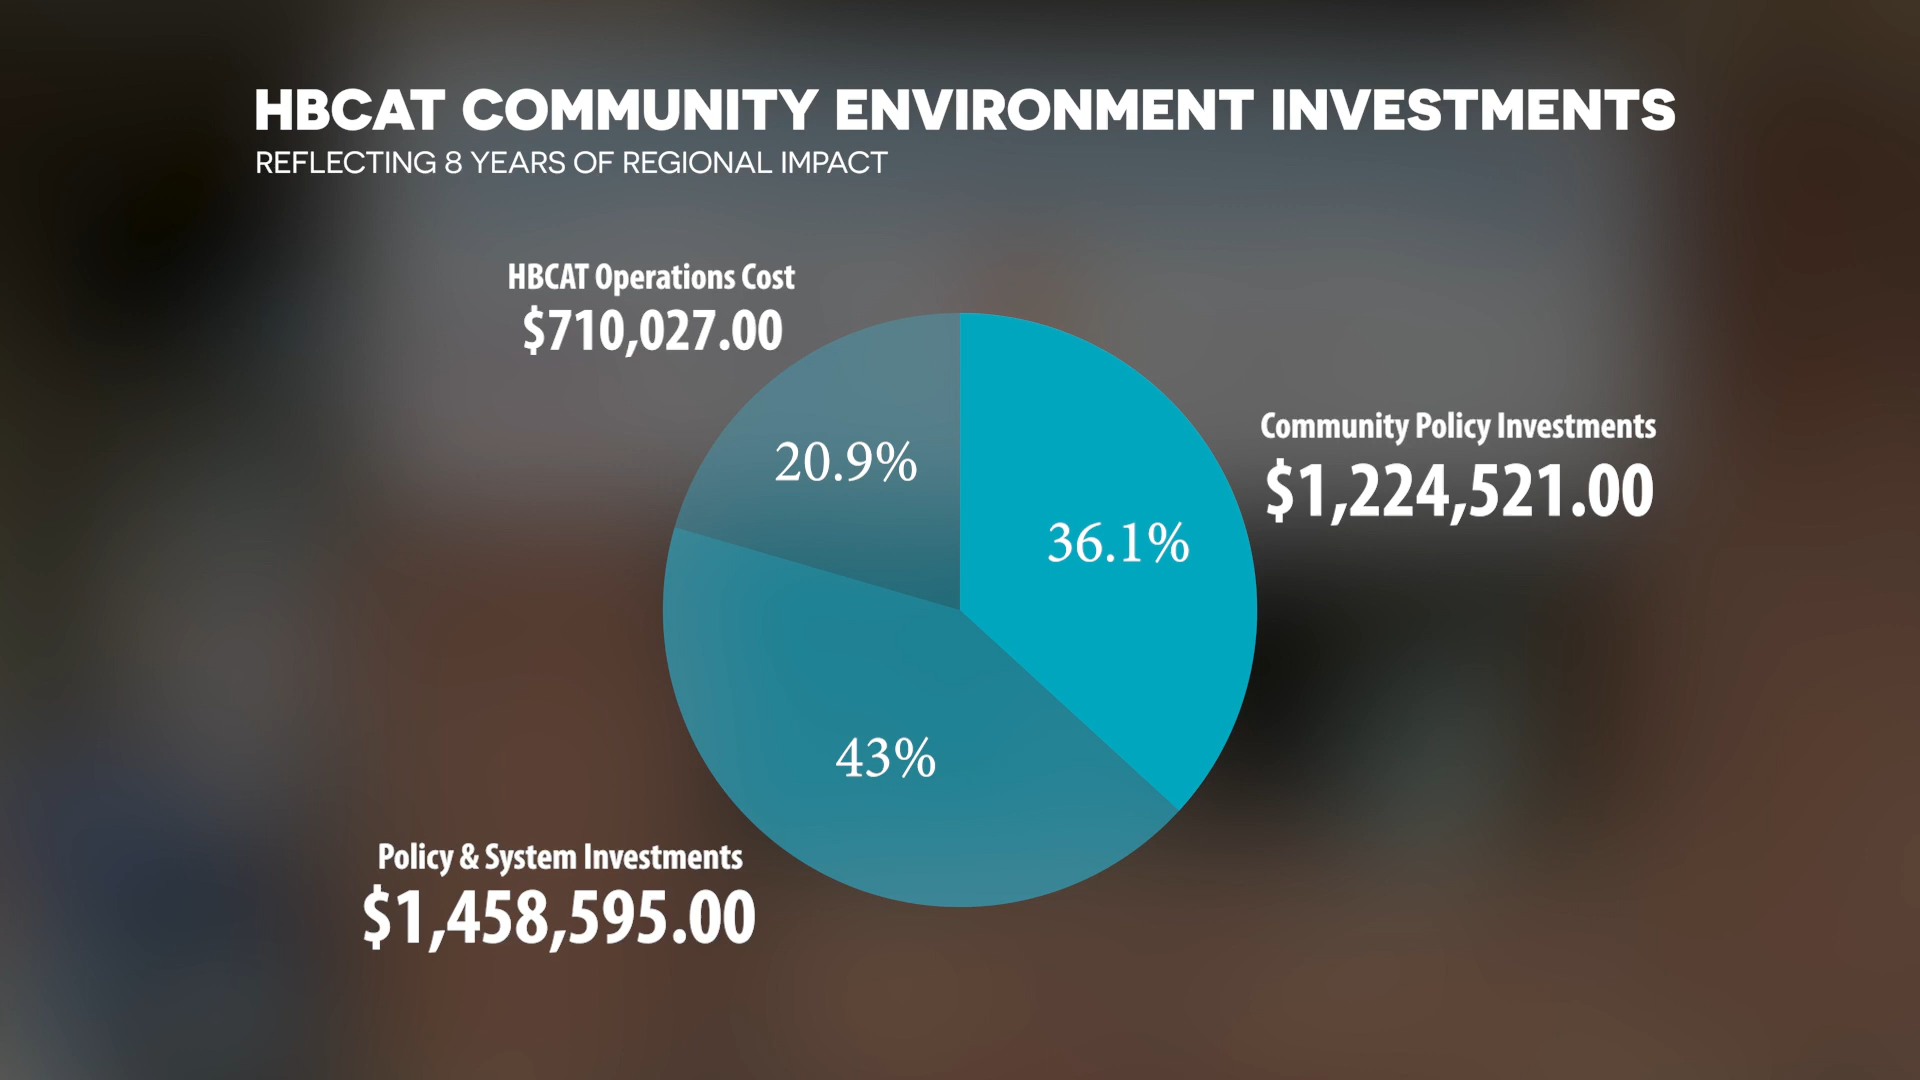 HBCAT COMMUNITY ENVIRONMENT INVESTMENTS
REFLECTING 8 YEARS OF REGIONAL IMPACT
HBCAT Operations Cost
$710,027.00
20.9%
Community Policy Investments
$1,224,521.00
36.1%
43%
Policy & System Investments
$1,458,595.00